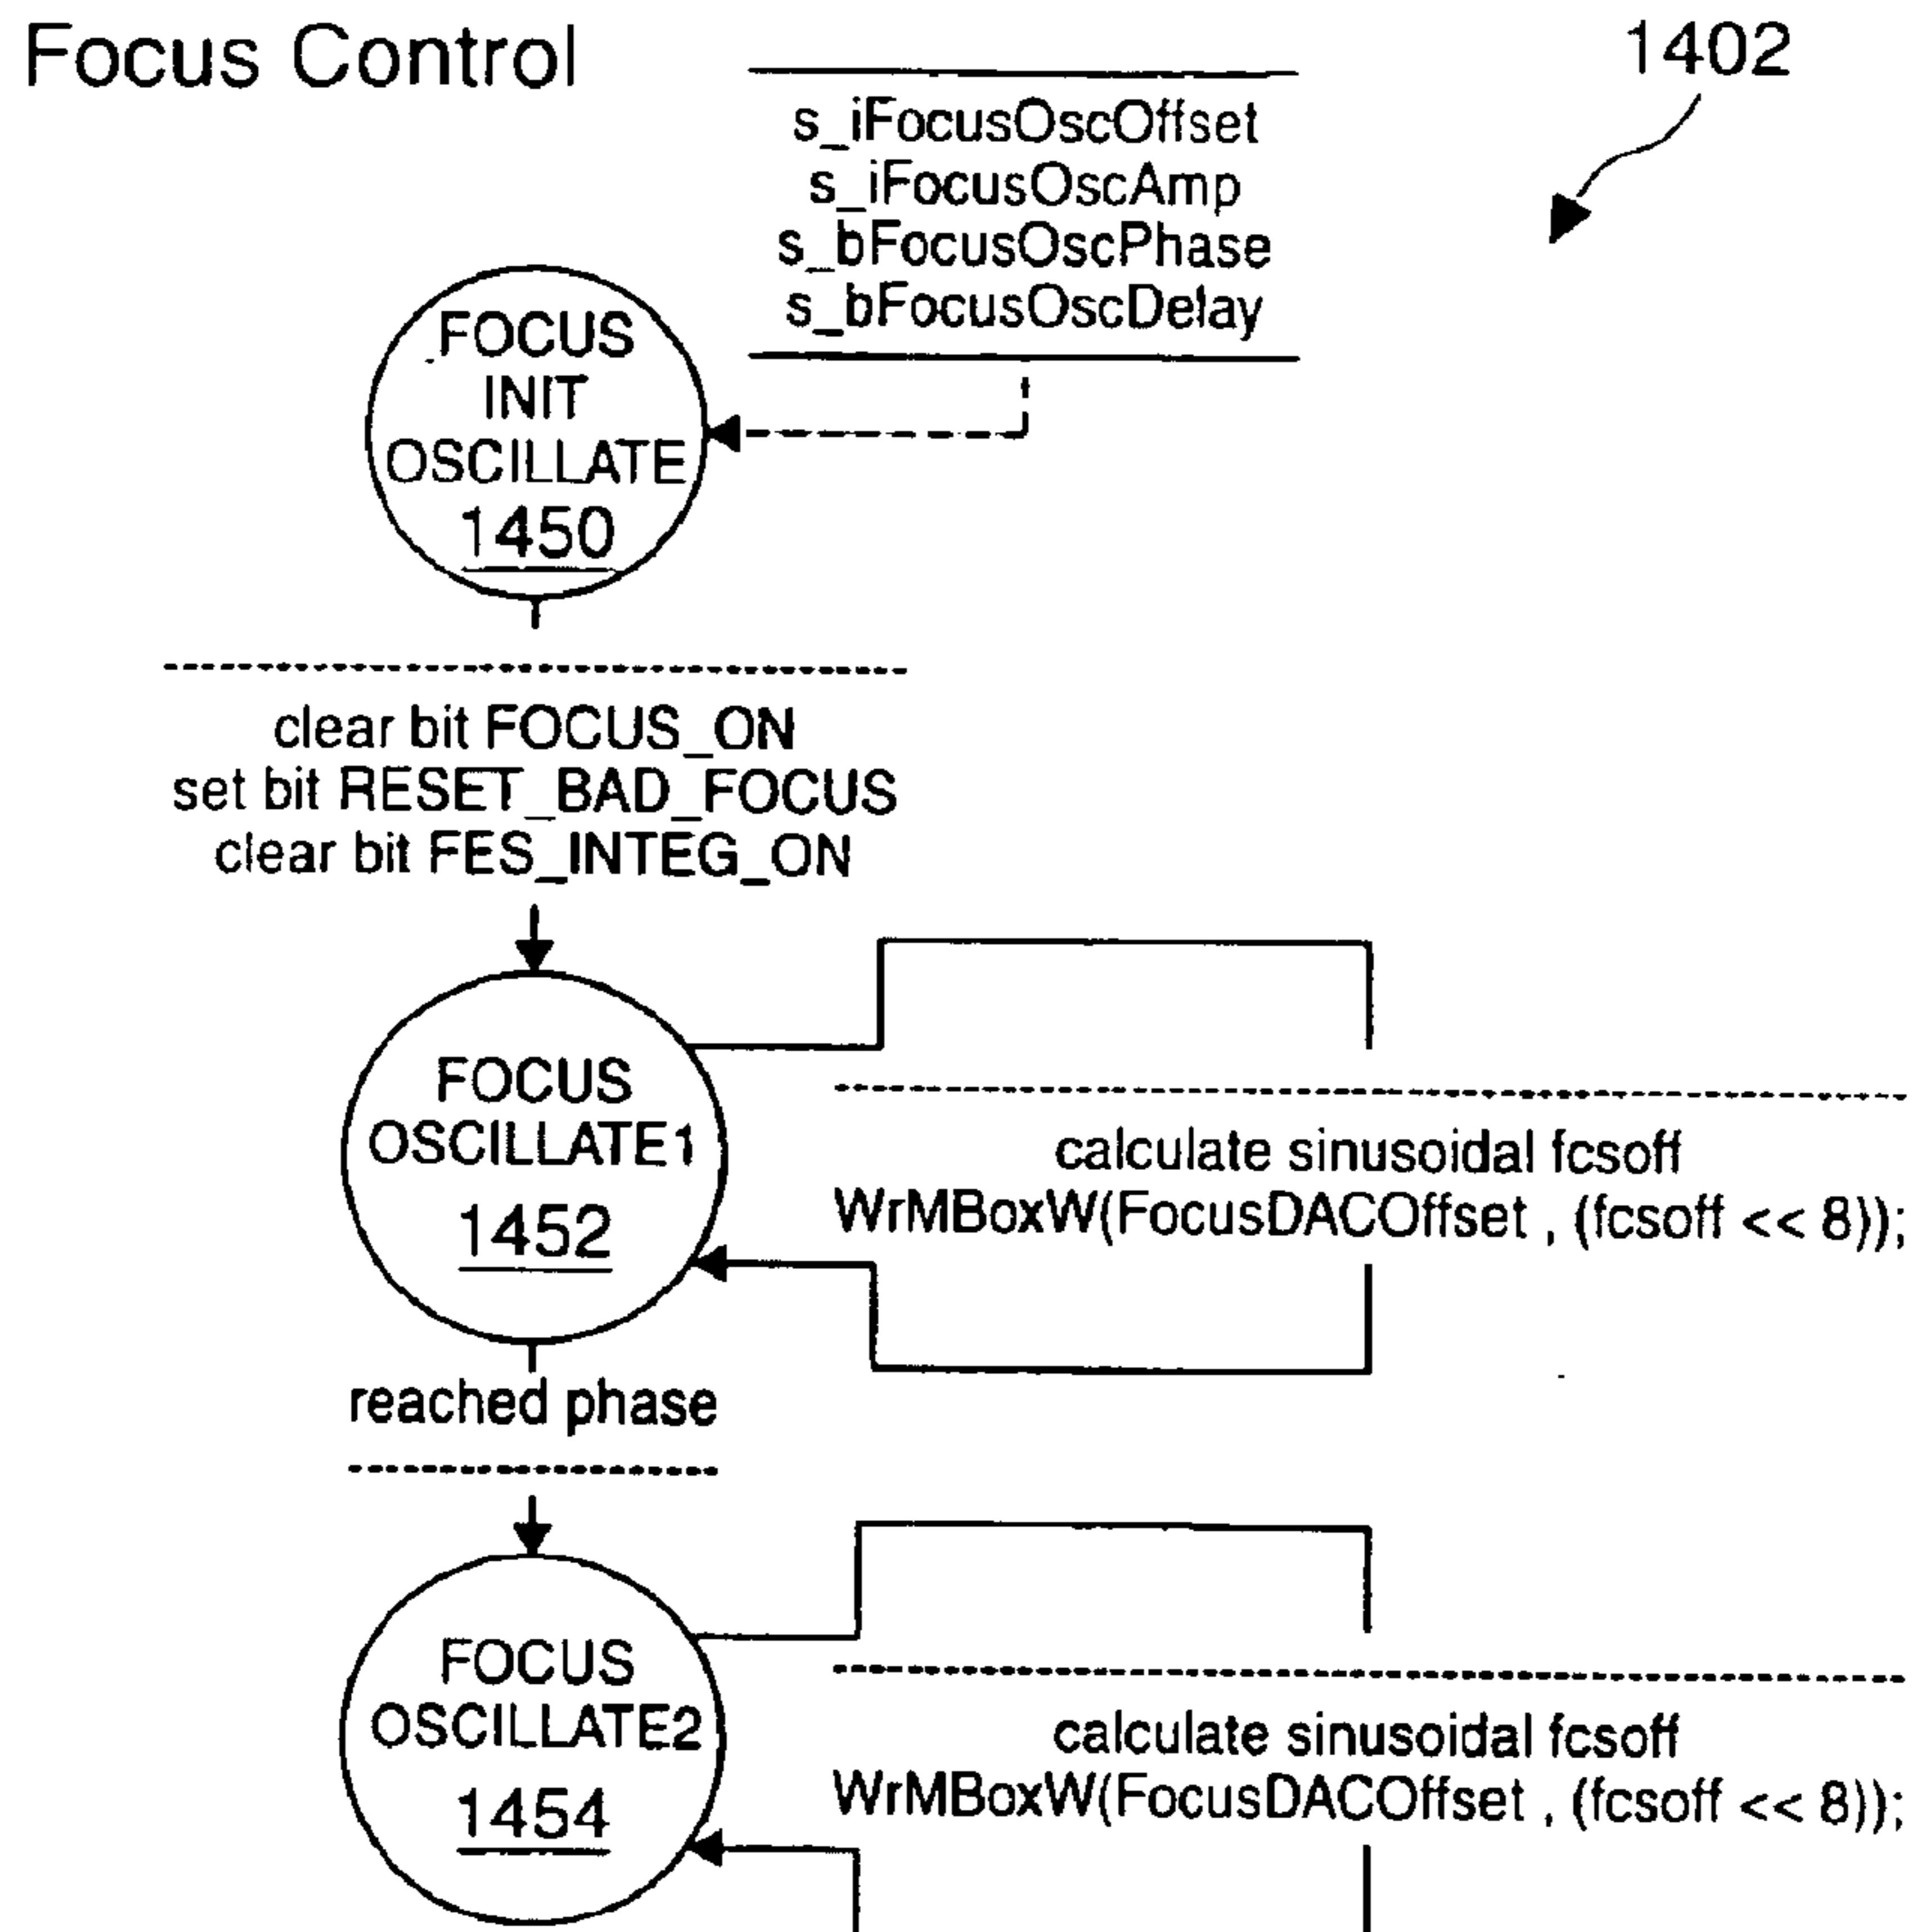 Focus Control
1402
s_iFocusOscOffset
s_iFocusOscAmp
s_bFocusOscPhase
s_bFocusOscDelay
FOCUS
INIT
OSCILLATE
1450
clear bit FOCUS_ON
set bit RESET_BAD_FOCUS
clear bit FES_INTEG_ON
FOCUS
OSCILLATE1
1452
calculate sinusoidal fcsoff
WrMBoxW(FocusDACOffset , (fcsoff << 8));
reached phase
FOCUS
OSCILLATE2
1454
calculate sinusoidal fcsoff
WrMBoxW(FocusDACOffset , (fcsoff << 8));